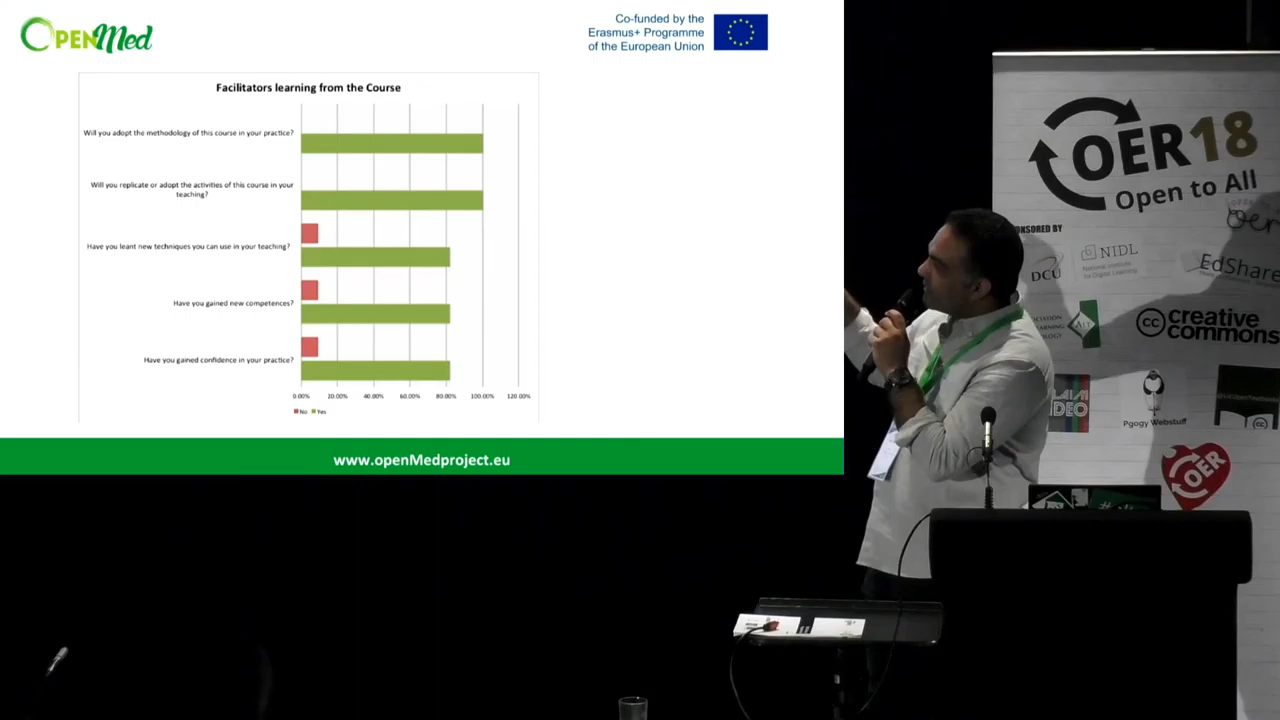 OPENMed
Co-funded by the
Erasmus+ Programme
of the European Union
Facilitators learning from the Course
Will you adopt the methodology of this course in your practice?
Will you replicate or adopt the activities of this course in your
teaching?
Have you leant new techniques you can use in your teaching?
Have you gained new competences?
Have you gained confidence in your practice?
0.00% 20.00% 40.00% 60.00% 80.00% 100.00% 120.00%
No Yes
www.openMedproject.eu
OER18
Open to All
oer
DCU
NIDL
National Institute
for Digital Learning
EdShare
cc creative
commons
Pgogy Webstuff
OER